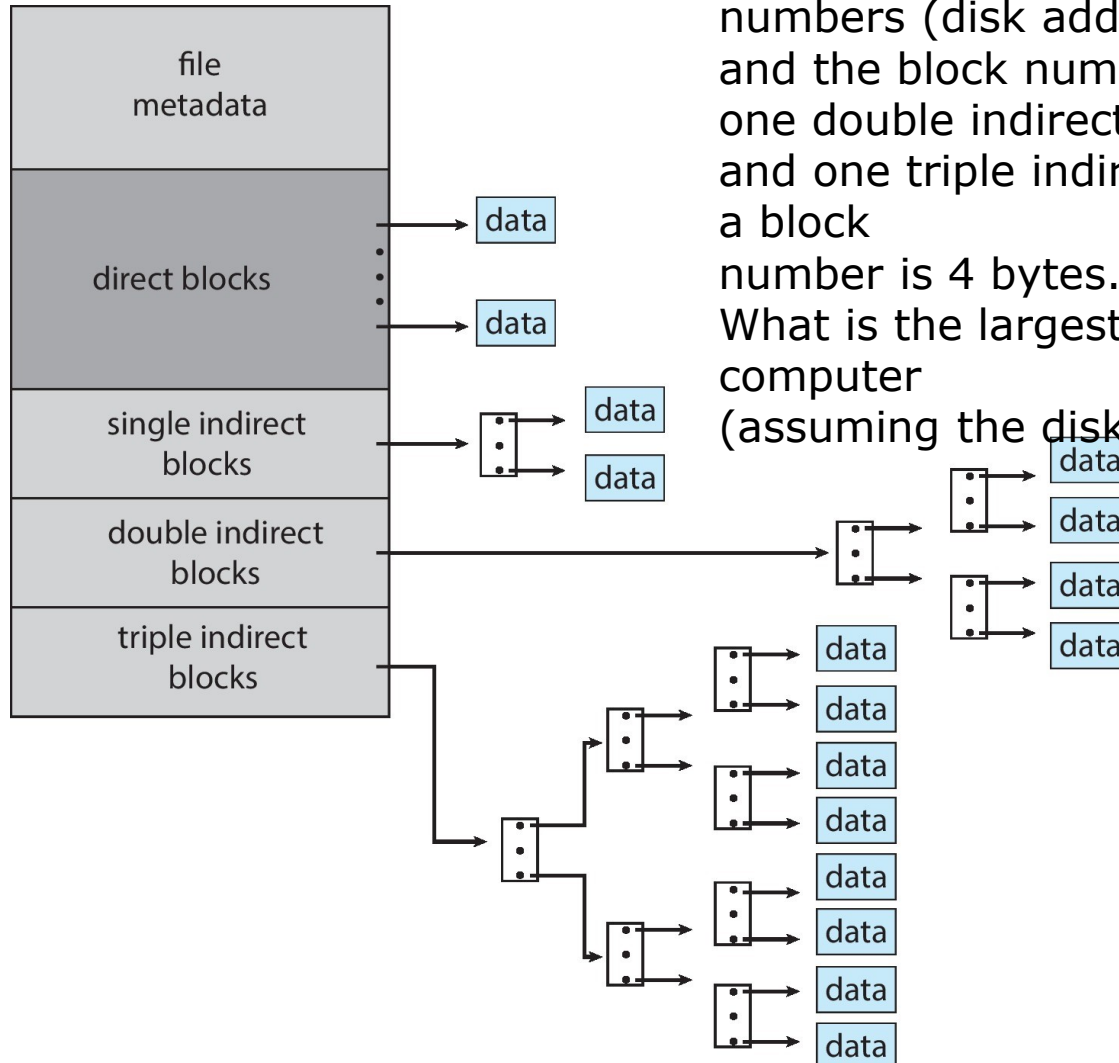 numbers (disk add
and the block num
one double indirect
and one triple indir
a block
number is 4 bytes.
What is the largest
computer
(assuming the disk
file
metadata
direct blocks
data
data
single indirect
blocks
data
data
double indirect
blocks
data
data
data
data
triple indirect
blocks
data
data
data
data
data
data
data
data